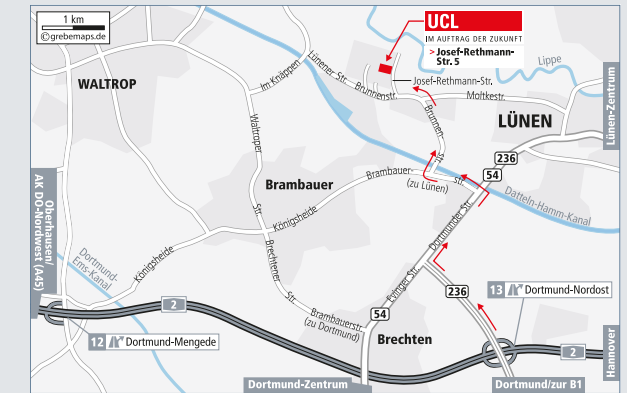 1 km
©grebemaps.de
UCL
IM AUFTRAG DER ZUKUNFT
> Josef-Rethmann-
Str. 5
Lippe
WALTROP
Im Knäppen
Lünener Str.
Brunnenstr.
Josef-Rethmann-Str.
Moltkestr.
LÜNEN
Lünen-Zentrum
Waltroper
Str.
Brunnen-
str.
236
54
Brambauer
Brambauer
str.
(zu Lünen)
Datteln-Hamm-Kanal
Oberhausen/
AK DO-Nordwest (A45)
Königsheide
Königsheide
Dortmunder Str.
Dortmund-
Ems-Kanal
Brechtener
Str.
Evinger Str.
236
13 Dortmund-Nordost
2
Brambauerstr.
(zu Dortmund)
54
Brechten
12 Dortmund-Mengede
2
Hannover
Dortmund-Zentrum
Dortmund/zur B1